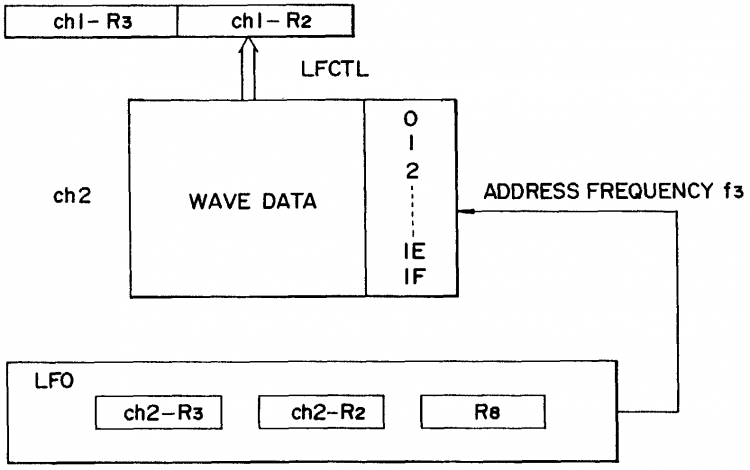 ch1-R3 ch1-R2
LFCTL
0
1
2
ch2
WAVE DATA
ADDRESS FREQUENCY f3
1E
1F
LFO
ch2-R3 ch2-R2 R8